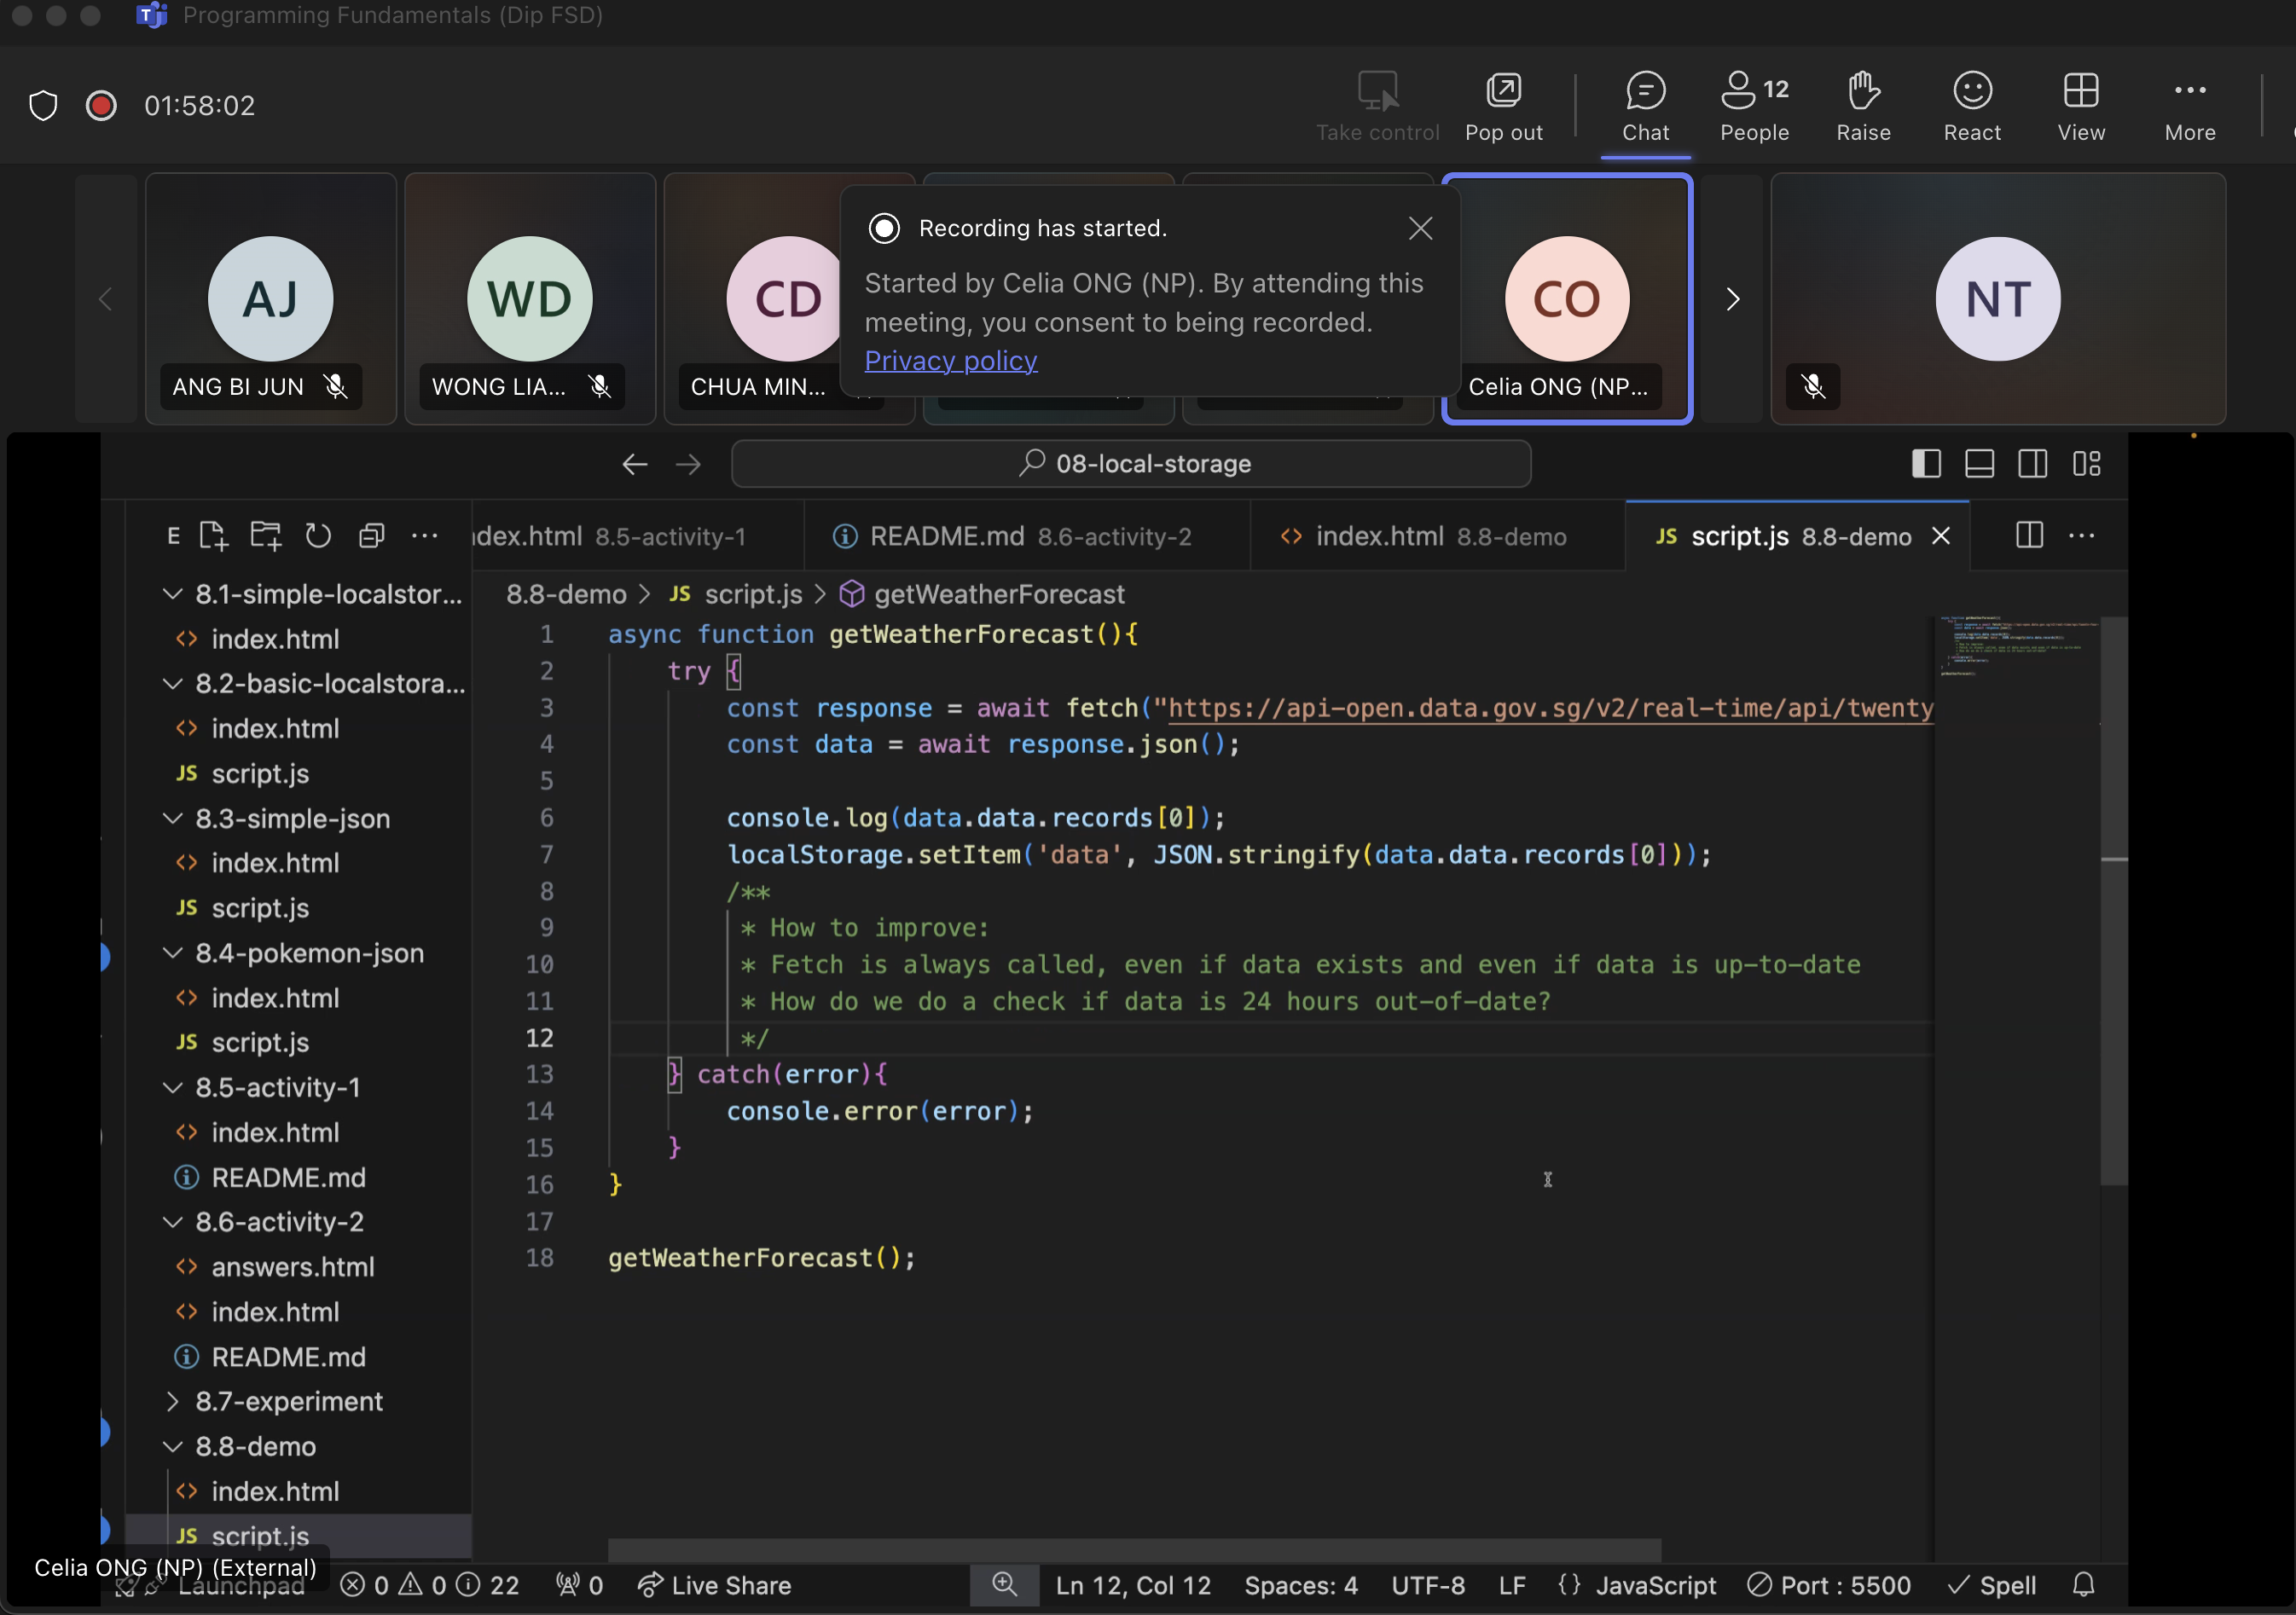 Programming Fundamentals (Dip FSD)
01:58:02
Take control
Pop out
Chat
12
People
Raise
React
View
More
AJ
ANG BI JUN
WD
WONG LIA...
CD
CHUA MIN...
Recording has started.
Started by Celia ONG (NP). By attending this
meeting, you consent to being recorded.
Privacy policy
CO
Celia ONG (NP...
NT
08-local-storage
E
dex.html 8.5-activity-1
README.md 8.6-activity-2
index.html 8.8-demo
JS script.js 8.8-demo
8.8-demo > JS script.js > getWeatherForecast
8.1-simple-localstor...
index.html
8.2-basic-localstora...
index.html
JS script.js
8.3-simple-json
index.html
JS script.js
8.4-pokemon-json
index.html
JS script.js
8.5-activity-1
index.html
README.md
8.6-activity-2
answers.html
index.html
README.md
8.7-experiment
8.8-demo
index.html
JS script.js
1 async function getWeatherForecast(){
2 try {
3 const response = await fetch("https://api-open.data.gov.sg/v2/real-time/api/twenty
4 const data = await response.json();
5
6 console.log(data.data.records[0]);
7 localStorage.setItem('data', JSON.stringify(data.data.records[0]));
8 /**
9 * How to improve:
10 * Fetch is always called, even if data exists and even if data is up-to-date
11 * How do we do a check if data is 24 hours out-of-date?
12 */
13 } catch(error){
14 console.error(error);
15 }
16 }
17
18 getWeatherForecast();
Celia ONG (NP) (External)
Launchpad
0 0 22
0
Live Share
Ln 12, Col 12
Spaces: 4
UTF-8
LF
{} JavaScript
Port : 5500
Spell